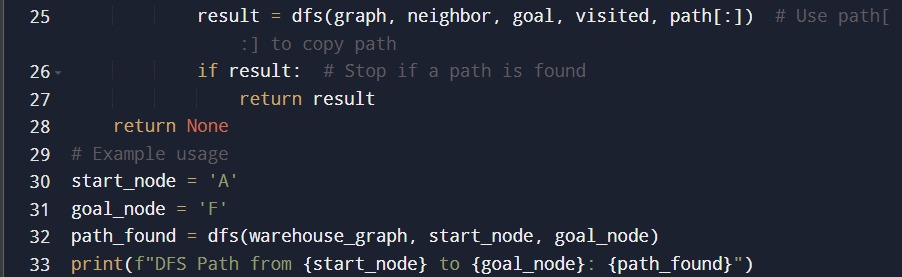 25 result = dfs(graph, neighbor, goal, visited, path[:])  # Use path[
:] to copy path
26 if result:  # Stop if a path is found
27 return result
28 return None
29 # Example usage
30 start_node = 'A'
31 goal_node = 'F'
32 path_found = dfs(warehouse_graph, start_node, goal_node)
33 print(f"DFS Path from {start_node} to {goal_node}: {path_found}")